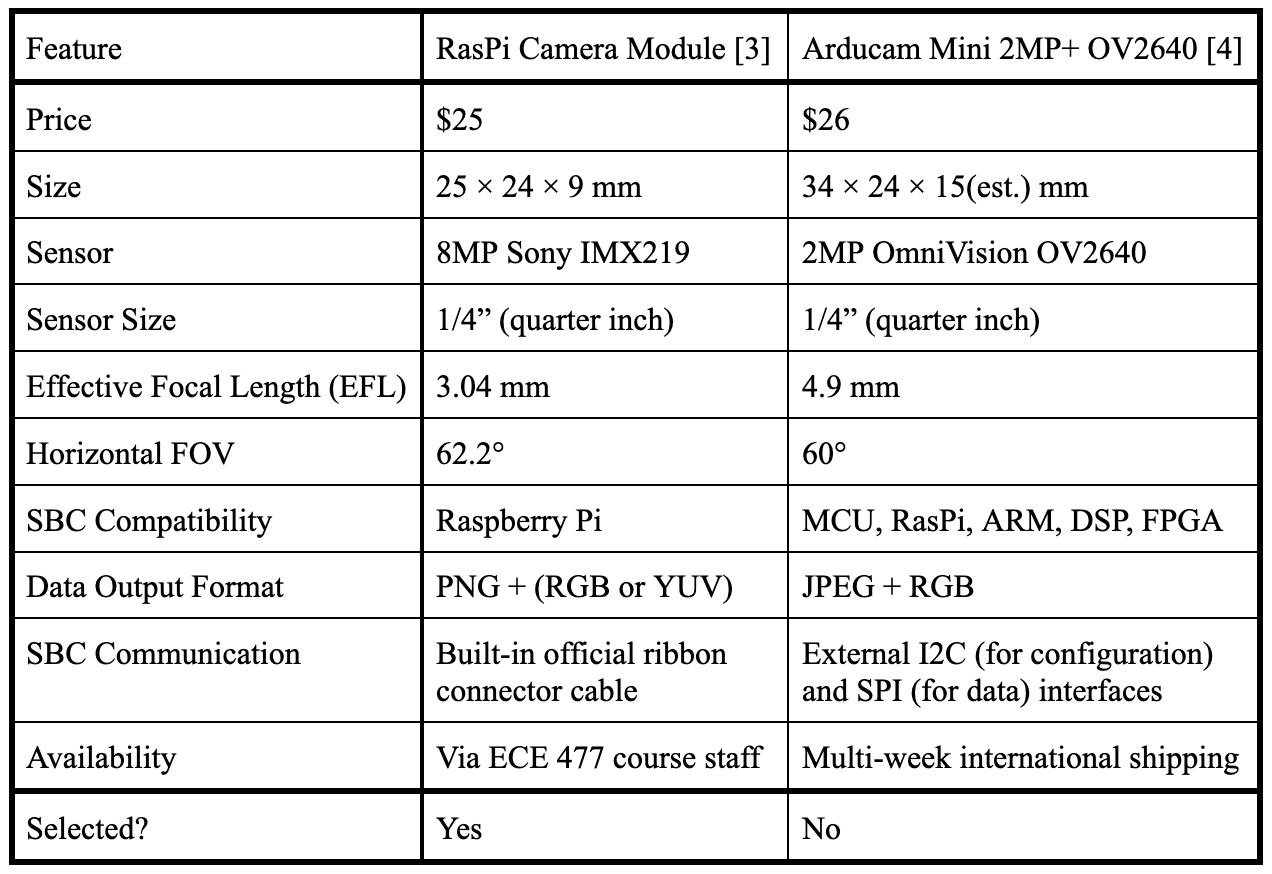 Feature RasPi Camera Module [3] Arducam Mini 2MP+ OV2640 [4]
Price $25 $26
Size 25 × 24 × 9 mm 34 × 24 × 15(est.) mm
Sensor 8MP Sony IMX219 2MP OmniVision OV2640
Sensor Size 1/4” (quarter inch) 1/4” (quarter inch)
Effective Focal Length (EFL) 3.04 mm 4.9 mm
Horizontal FOV 62.2° 60°
SBC Compatibility Raspberry Pi MCU, RasPi, ARM, DSP, FPGA
Data Output Format PNG + (RGB or YUV) JPEG + RGB
SBC Communication Built-in official ribbon External I2C (for configuration)
connector cable and SPI (for data) interfaces
Availability Via ECE 477 course staff Multi-week international shipping
Selected? Yes No